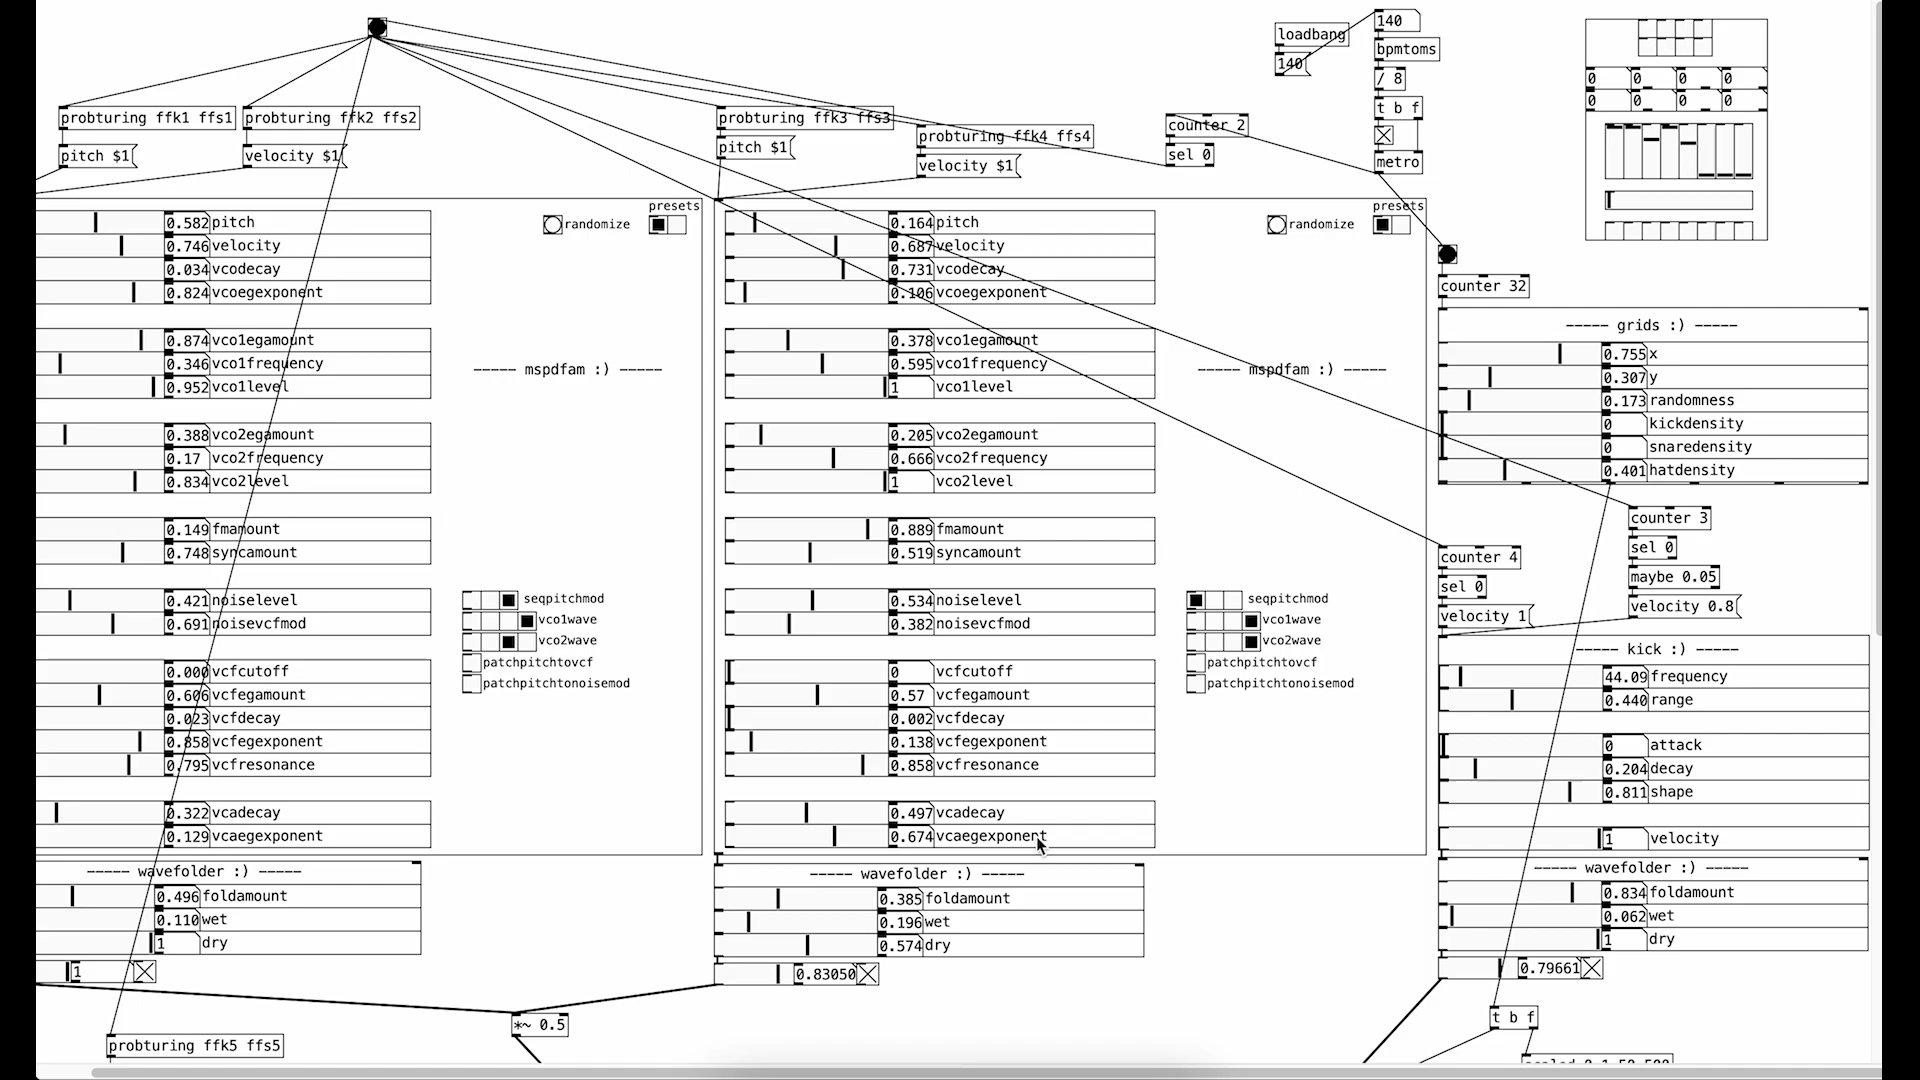 loadbang
140
140
bpmtoms
/ 8
t b f
metro
0 0 0 0
0 0 0 0
probturing ffk1 ffs1
probturing ffk2 ffs2
probturing ffk3 ffs3
probturing ffk4 ffs4
counter 2
sel 0
pitch $1
velocity $1
pitch $1
velocity $1
presets
randomize
0.582 pitch
0.746 velocity
0.034 vcodecay
0.824 vcoegexponent
0.874 vco1egamount
0.346 vco1frequency
0.952 vco1level
----- mspdfam :) -----
0.388 vco2egamount
0.17 vco2frequency
0.834 vco2level
0.149 fmamount
0.748 syncamount
0.421 noiselevel
0.691 noisevcfmod
seqpitchmod
vco1wave
vco2wave
patchpitchtovcf
patchpitchtonoisemod
0.000 vcfcutoff
0.606 vcfegamount
0.023 vcfdecay
0.858 vcfegexponent
0.795 vcfresonance
0.322 vcadecay
0.129 vcaegexponent
----- wavefolder :) -----
0.496 foldamount
0.110 wet
1 dry
1
probturing ffk5 ffs5
*~ 0.5
presets
randomize
0.164 pitch
0.687 velocity
0.731 vcodecay
0.106 vcoegexponent
0.378 vco1egamount
0.595 vco1frequency
1 vco1level
----- mspdfam :) -----
0.205 vco2egamount
0.666 vco2frequency
1 vco2level
0.889 fmamount
0.519 syncamount
0.534 noiselevel
0.382 noisevcfmod
seqpitchmod
vco1wave
vco2wave
patchpitchtovcf
patchpitchtonoisemod
0 vcfcutoff
0.57 vcfegamount
0.002 vcfdecay
0.138 vcfegexponent
0.858 vcfresonance
0.497 vcadecay
0.674 vcaegexponent
----- wavefolder :) -----
0.385 foldamount
0.196 wet
0.574 dry
0.83050
counter 32
----- grids :) -----
0.755 x
0.307 y
0.173 randomness
0 kickdensity
0 snaredensity
0.401 hatdensity
counter 3
sel 0
maybe 0.05
velocity 0.8
counter 4
sel 0
velocity 1
----- kick :) -----
44.09 frequency
0.440 range
0 attack
0.204 decay
0.811 shape
1 velocity
----- wavefolder :) -----
0.834 foldamount
0.062 wet
1 dry
0.79661
t b f